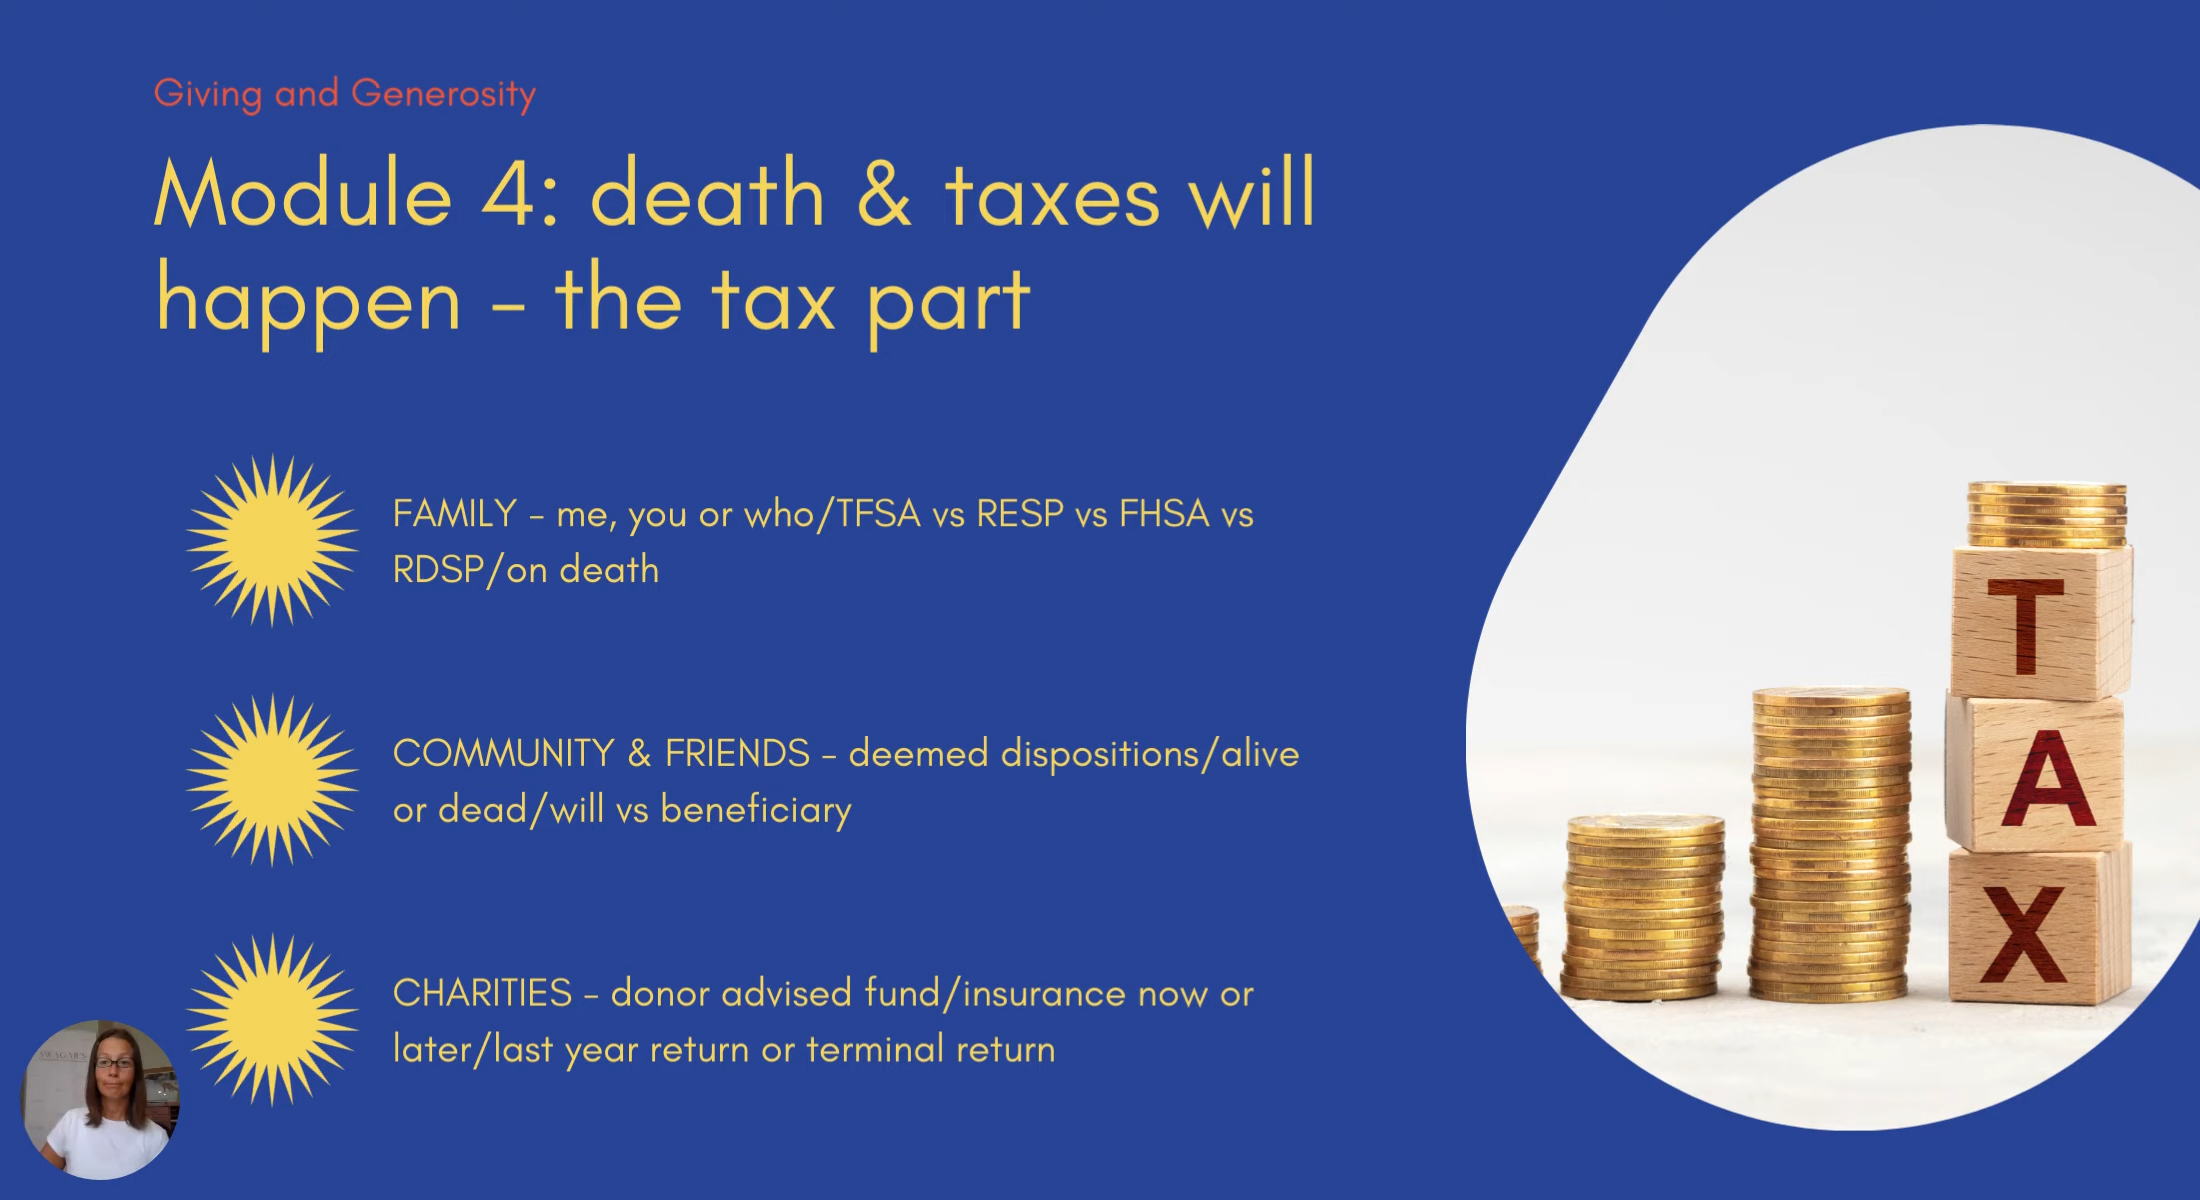 Giving and Generosity
Module 4: death & taxes will
happen - the tax part
FAMILY - me, you or who/TFSA vs RESP vs FHSA vs
RDSP/on death
COMMUNITY & FRIENDS - deemed dispositions/alive
or dead/will vs beneficiary
CHARITIES - donor advised fund/insurance now or
later/last year return or terminal return
T
A
X